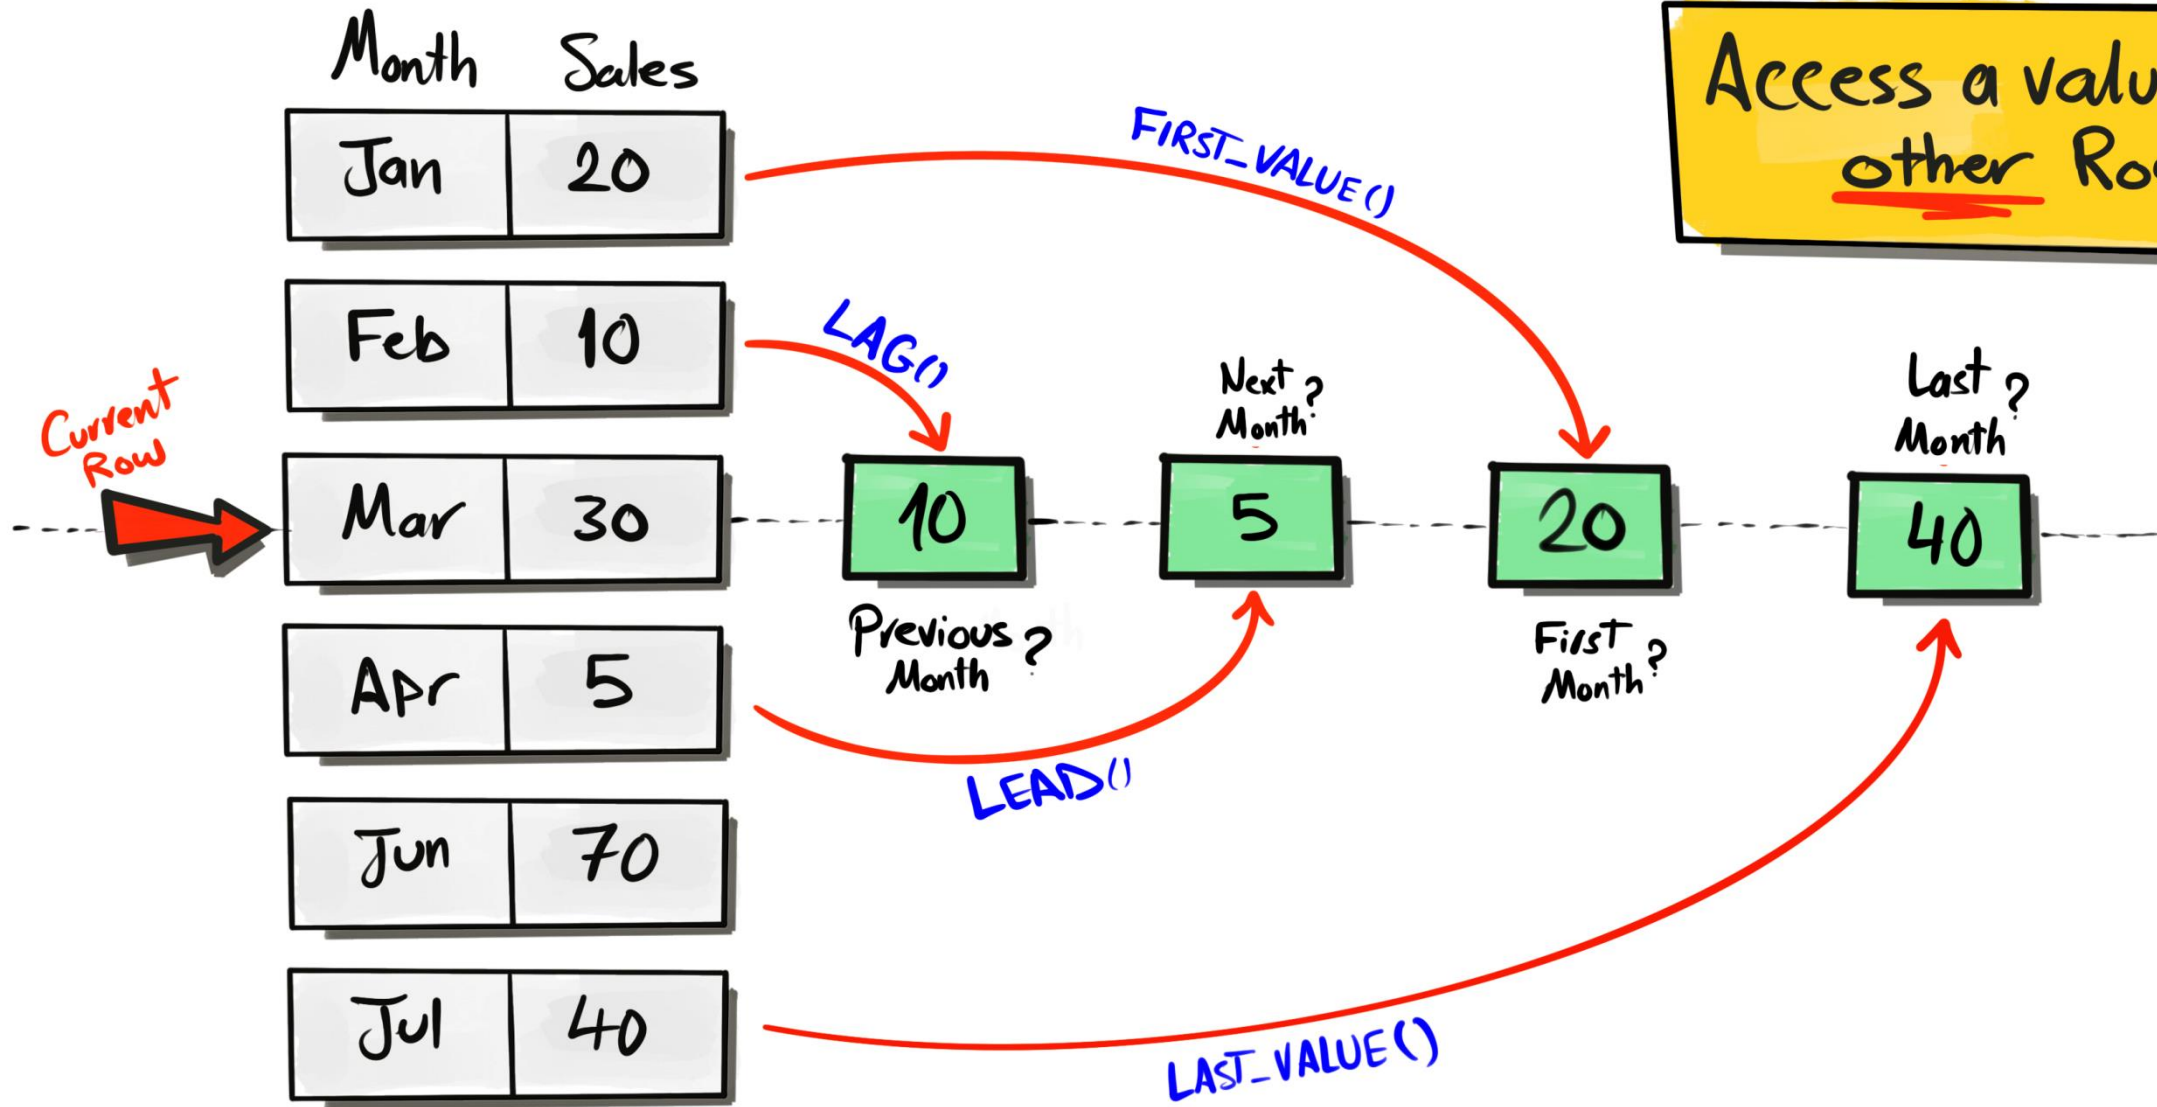 Month Sales
Access a valu
other Ro
Jan 20
FIRST_VALUE()
Feb 10
LAG()
Current
Row
Next
Month?
Last
Month?
Mar 30
10
5
20
40
Previous
Month?
First
Month?
Apr 5
LEAD()
Jun 70
Jul 40
LAST_VALUE()